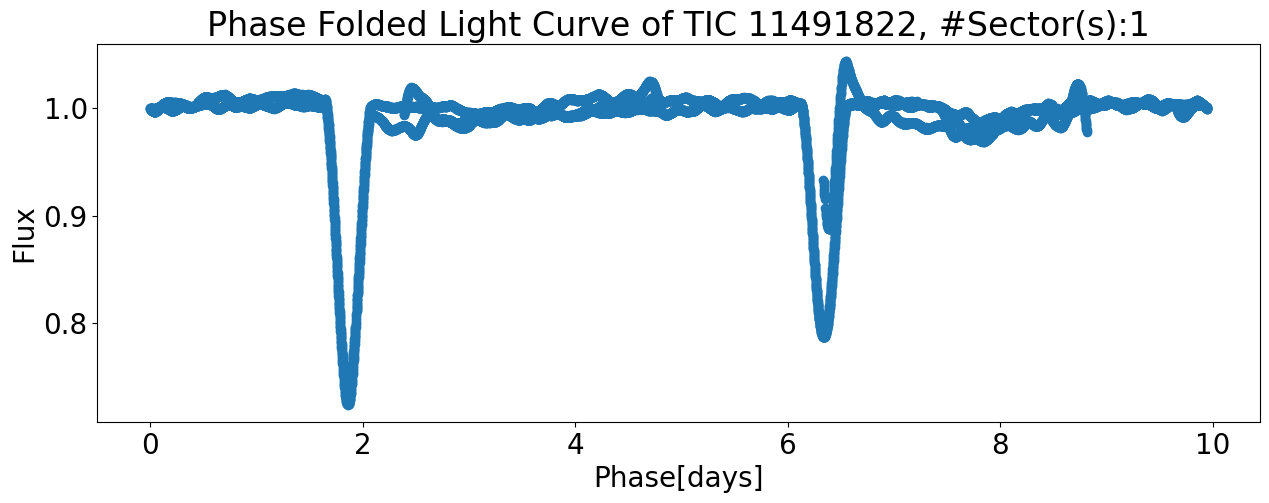 Phase Folded Light Curve of TIC 11491822, #Sector(s):1
Flux
1.0
0.9
0.8
0 2 4 6 8 10
Phase[days]